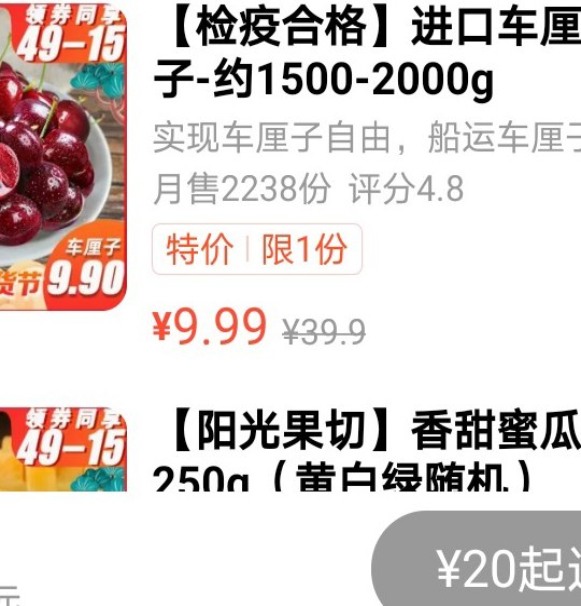 领券同享
49-15
车厘子
货节9.90
【检疫合格】进口车厘
子-约1500-2000g
实现车厘子自由，船运车厘子
月售2238份 评分4.8
特价 限1份
¥9.99 ¥39.9
领券同享
49-15
【阳光果切】香甜蜜瓜
250g（黄白绿随机）
¥20起送
元